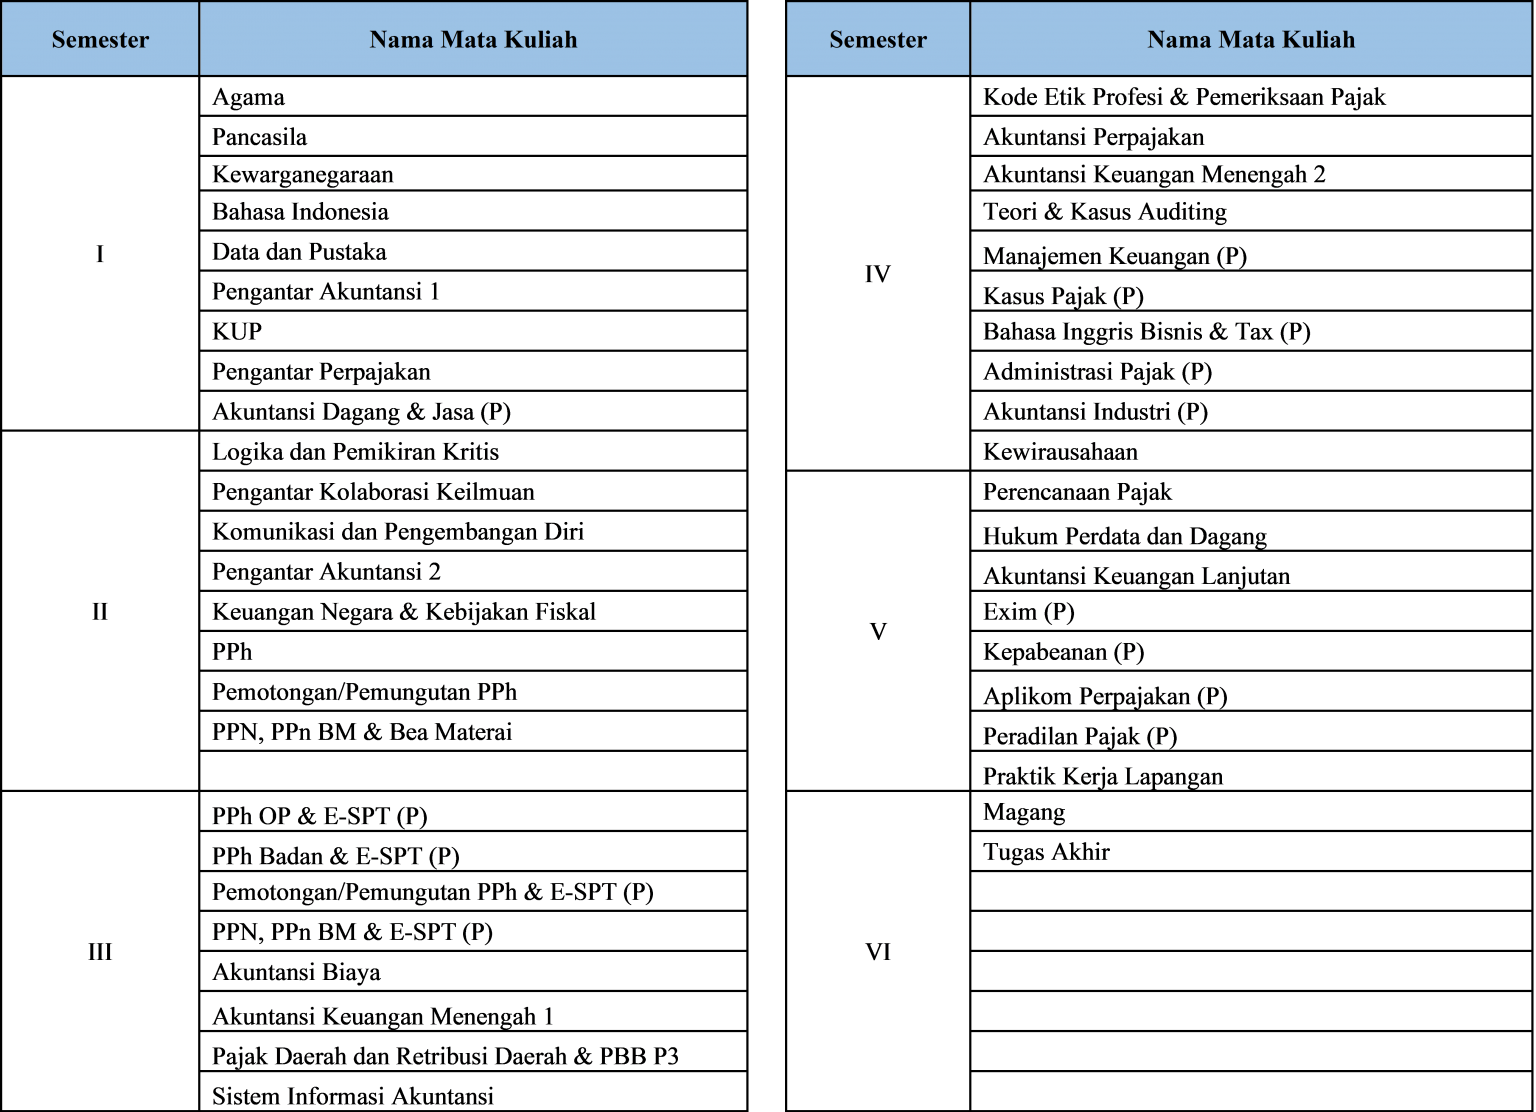 Semester
Nama Mata Kuliah
I
Agama
Pancasila
Kewarganegaraan
Bahasa Indonesia
Data dan Pustaka
Pengantar Akuntansi 1
KUP
Pengantar Perpajakan
Akuntansi Dagang & Jasa (P)
II
Logika dan Pemikiran Kritis
Pengantar Kolaborasi Keilmuan
Komunikasi dan Pengembangan Diri
Pengantar Akuntansi 2
Keuangan Negara & Kebijakan Fiskal
PPh
Pemotongan/Pemungutan PPh
PPN, PPn BM & Bea Materai
III
PPh OP & E-SPT (P)
PPh Badan & E-SPT (P)
Pemotongan/Pemungutan PPh & E-SPT (P)
PPN, PPn BM & E-SPT (P)
Akuntansi Biaya
Akuntansi Keuangan Menengah 1
Pajak Daerah dan Retribusi Daerah & PBB P3
Sistem Informasi Akuntansi
Semester
Nama Mata Kuliah
IV
Kode Etik Profesi & Pemeriksaan Pajak
Akuntansi Perpajakan
Akuntansi Keuangan Menengah 2
Teori & Kasus Auditing
Manajemen Keuangan (P)
Kasus Pajak (P)
Bahasa Inggris Bisnis & Tax (P)
Administrasi Pajak (P)
Akuntansi Industri (P)
Kewirausahaan
V
Perencanaan Pajak
Hukum Perdata dan Dagang
Akuntansi Keuangan Lanjutan
Exim (P)
Kepabeanan (P)
Aplikom Perpajakan (P)
Peradilan Pajak (P)
Praktik Kerja Lapangan
VI
Magang
Tugas Akhir